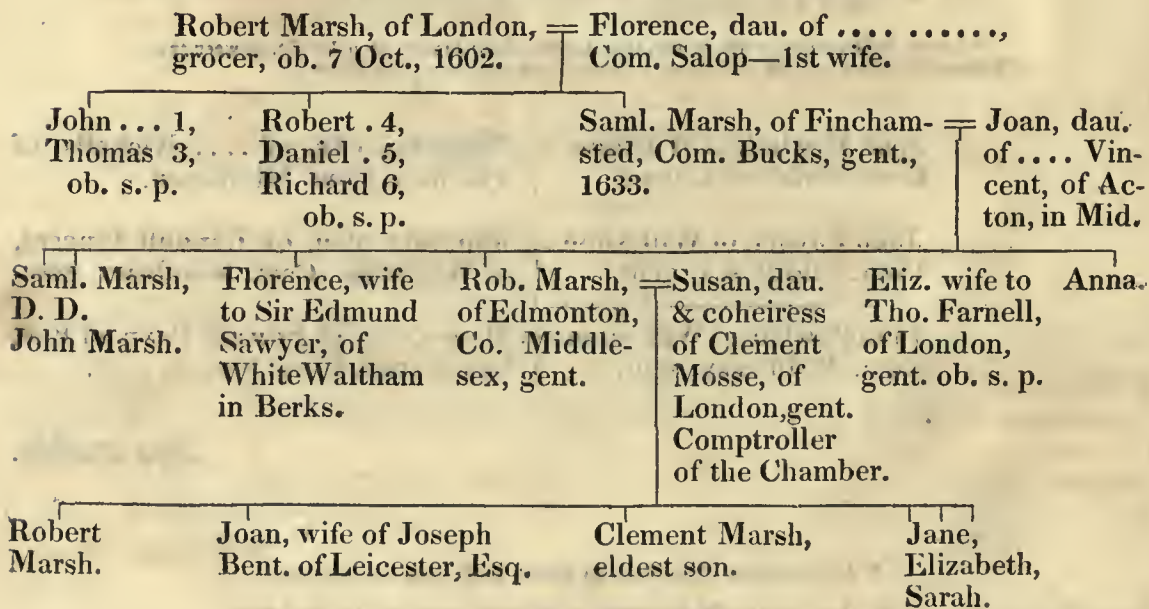 Robert Marsh, of London, = Florence, dau. of .... ......,
grocer, ob. 7 Oct., 1602. Com. Salop—1st wife.
John ... 1,
Thomas 3,
ob. s. p.
Robert . 4,
Daniel . 5,
Richard 6,
ob. s. p.
Saml. Marsh, of Fincham-
sted, Com. Bucks, gent.,
1633.
= Joan, dau.
of .... Vin-
cent, of Ac-
ton, in Mid.
Saml. Marsh,
D. D.
John Marsh.
Florence, wife
to Sir Edmund
Sawyer, of
White Waltham
in Berks.
Rob. Marsh,
of Edmonton,
Co. Middle-
sex, gent.
= Susan, dau.
& coheiress
of Clement
Mosse, of
London, gent.
Comptroller
of the Chamber.
Eliz. wife to
Tho. Farnell,
of London,
gent. ob. s. p.
Anna.
Robert
Marsh.
Joan, wife of Joseph
Bent. of Leicester, Esq.
Clement Marsh,
eldest son.
Jane,
Elizabeth,
Sarah.